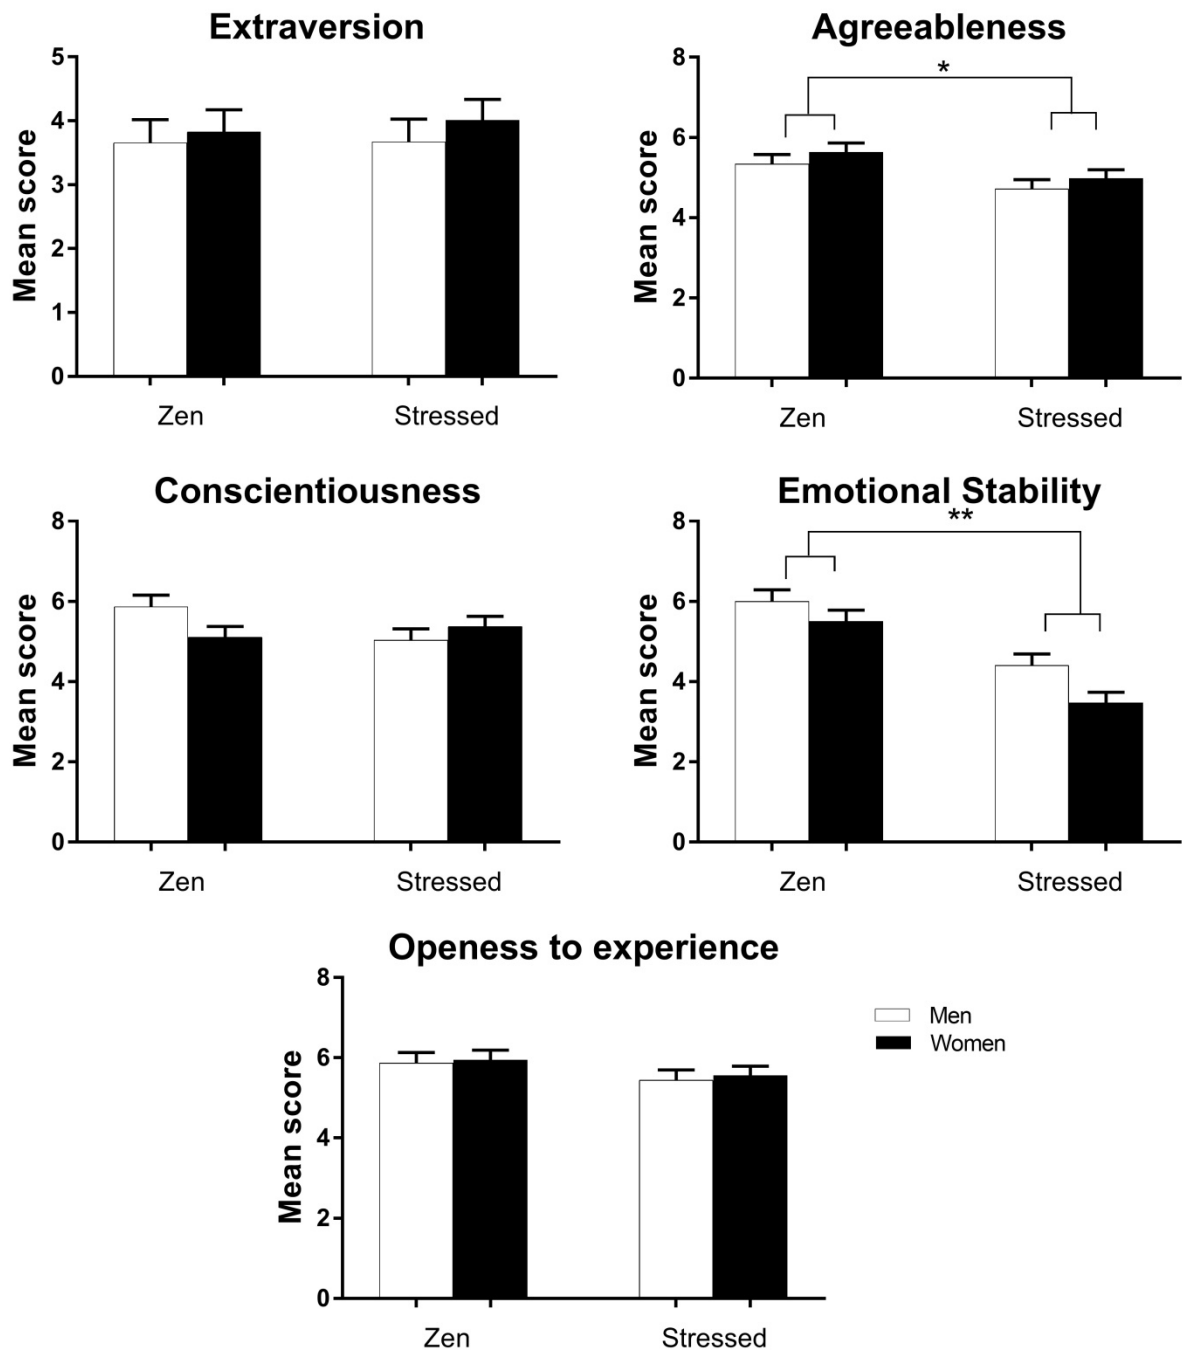 Extraversion
5
4
3
2
1
0
Mean score
Zen
Stressed
Agreeableness
*
8
6
4
2
0
Mean score
Zen
Stressed
Conscientiousness
8
6
4
2
0
Mean score
Zen
Stressed
Emotional Stability
**
8
6
4
2
0
Mean score
Zen
Stressed
Openess to experience
8
6
4
2
0
Mean score
Zen
Stressed
Men
Women